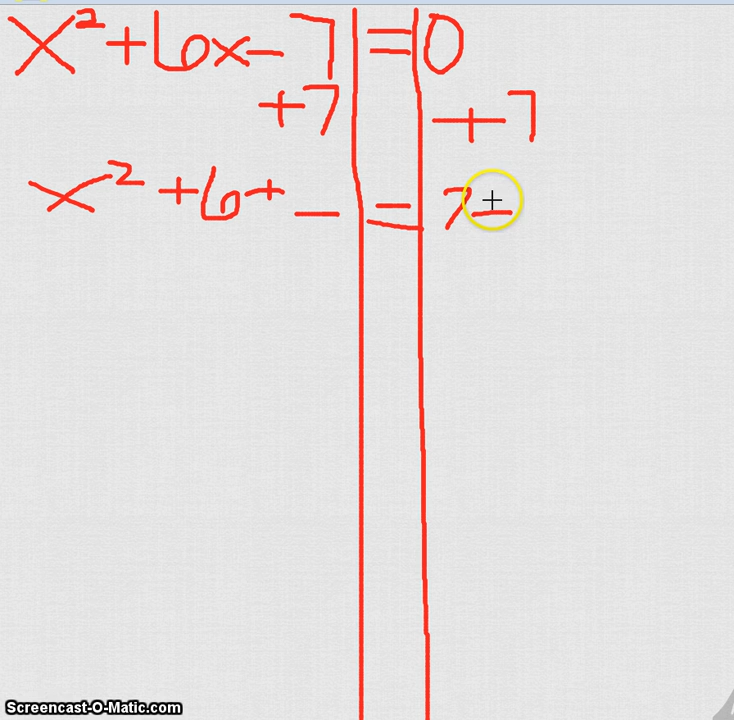 x² + 6x - 7 = 0
+7 +7
x² + 6 + _ = 7 _
Screencast-O-Matic.com